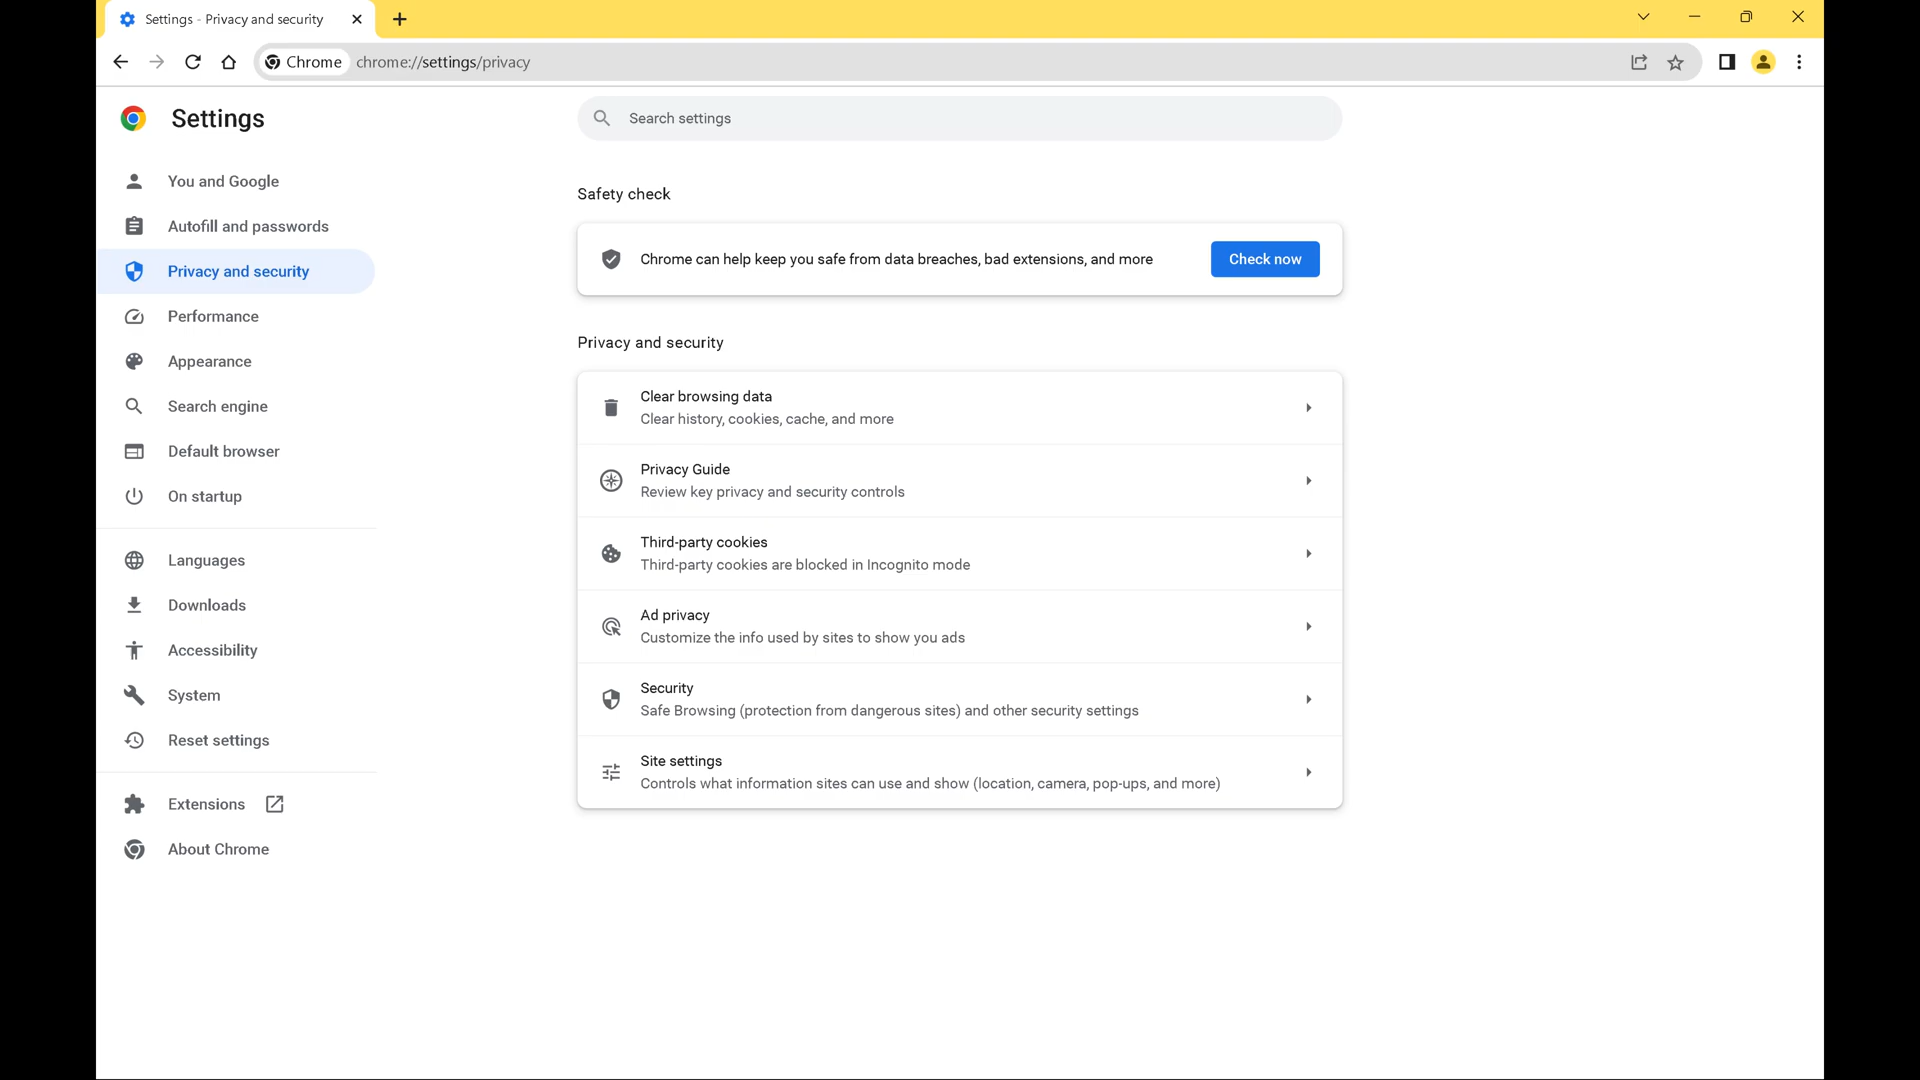 Settings - Privacy and security
Chrome chrome://settings/privacy
Settings
Search settings
You and Google
Autofill and passwords
Privacy and security
Performance
Appearance
Search engine
Default browser
On startup
Languages
Downloads
Accessibility
System
Reset settings
Extensions
About Chrome
Safety check
Chrome can help keep you safe from data breaches, bad extensions, and more
Check now
Privacy and security
Clear browsing data
Clear history, cookies, cache, and more
Privacy Guide
Review key privacy and security controls
Third-party cookies
Third-party cookies are blocked in Incognito mode
Ad privacy
Customize the info used by sites to show you ads
Security
Safe Browsing (protection from dangerous sites) and other security settings
Site settings
Controls what information sites can use and show (location, camera, pop-ups, and more)